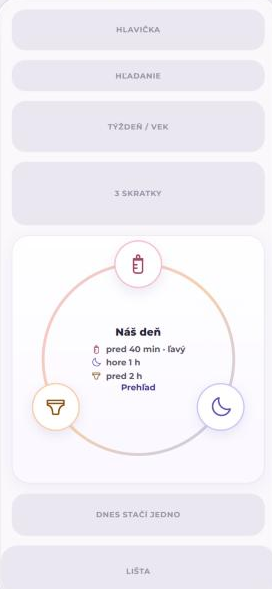 HLAVIČKA
HĽADANIE
TÝŽDEŇ / VEK
3 SKRATKY
Náš deň
pred 40 min · ľavý
hore 1 h
pred 2 h
Prehľad
DNES STAČÍ JEDNO
LIŠTA